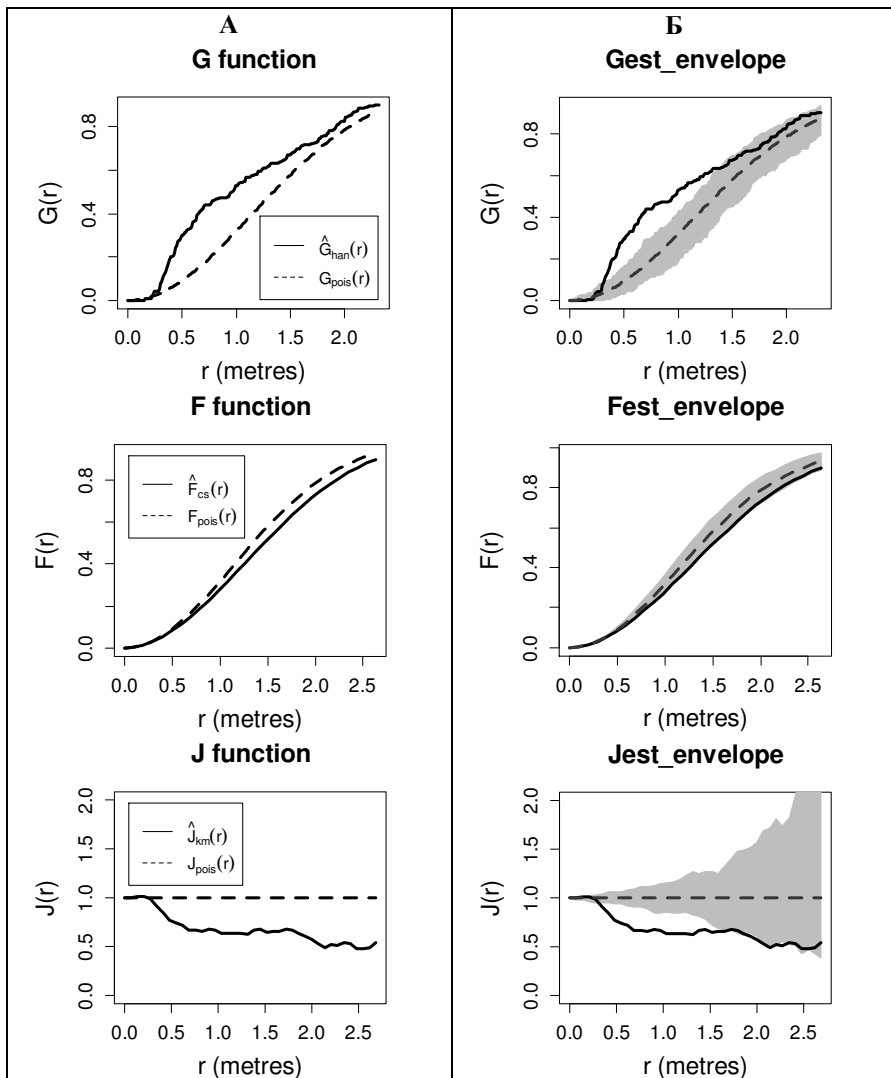 А
G function
0.8
0.4
0.0
G(r)
Ĝhan(r)
Gpois(r)
0.0 0.5 1.0 1.5 2.0
r (metres)
F function
0.8
0.4
0.0
F(r)
F̂cs(r)
Fpois(r)
0.0 0.5 1.0 1.5 2.0 2.5
r (metres)
J function
2.0
1.5
1.0
0.5
0.0
J(r)
Ĵkm(r)
Jpois(r)
0.0 0.5 1.0 1.5 2.0 2.5
r (metres)
Б
Gest_envelope
0.8
0.4
0.0
G(r)
0.0 0.5 1.0 1.5 2.0
r (metres)
Fest_envelope
0.8
0.4
0.0
F(r)
0.0 0.5 1.0 1.5 2.0 2.5
r (metres)
Jest_envelope
2.0
1.5
1.0
0.5
0.0
J(r)
0.0 0.5 1.0 1.5 2.0 2.5
r (metres)